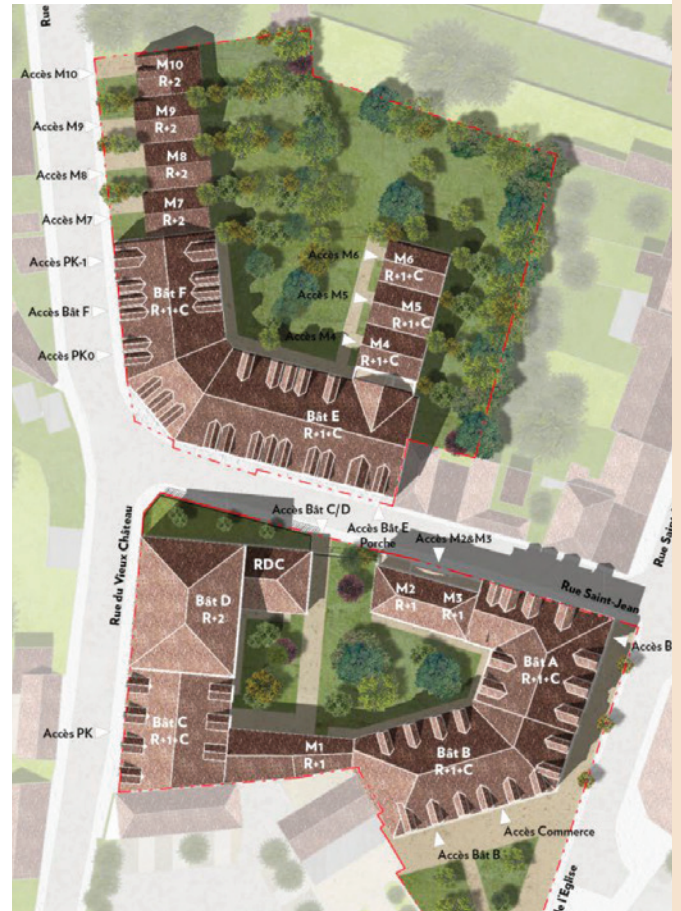 Rue
Accès M10
M10
R+2
Accès M9
M9
R+2
Accès M8
M8
R+2
Accès M7
M7
R+2
Accès PK-1
Accès Bât F
Accès PK0
Bât F
R+1+C
Accès M6
M6
R+1+C
Accès M5
M5
R+1+C
Accès M4
M4
R+1+C
Bât E
R+1+C
Accès Bât C/D
Accès Bât E
Porche
Accès M2&M3
Rue Saint-Jean
Rue Saint-
Rue du Vieux Château
RDC
Bât D
R+2
M2
R+1
M3
R+1
Bât A
R+1+C
Accès B
Accès PK
Bât C
R+1+C
M1
R+1
Bât B
R+1+C
Accès Commerce
Accès Bât B
de l'Eglise